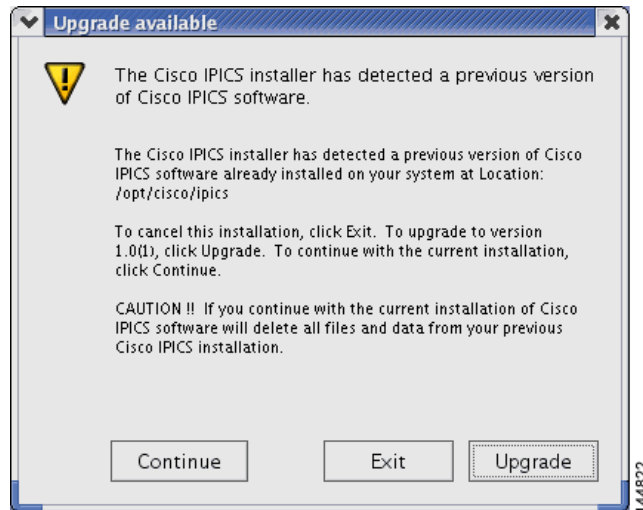 Upgrade available
The Cisco IPICS installer has detected a previous version
of Cisco IPICS software.
The Cisco IPICS installer has detected a previous version of Cisco
IPICS software already installed on your system at Location:
/opt/cisco/ipics
To cancel this installation, click Exit. To upgrade to version
1.0(1), click Upgrade. To continue with the current installation,
click Continue.
CAUTION !! If you continue with the current installation of Cisco
IPICS software will delete all files and data from your previous
Cisco IPICS installation.
Continue
Exit
Upgrade
144822